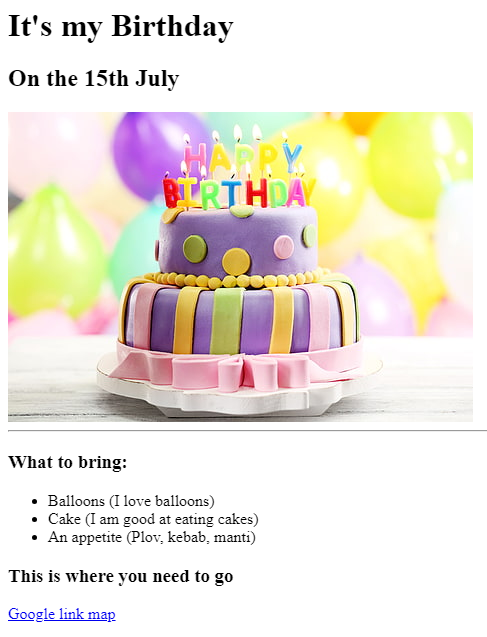 It's my Birthday
On the 15th July
HAPPY
BIRTHDAY
What to bring:
Balloons (I love balloons)
Cake (I am good at eating cakes)
An appetite (Plov, kebab, manti)
This is where you need to go
Google link map